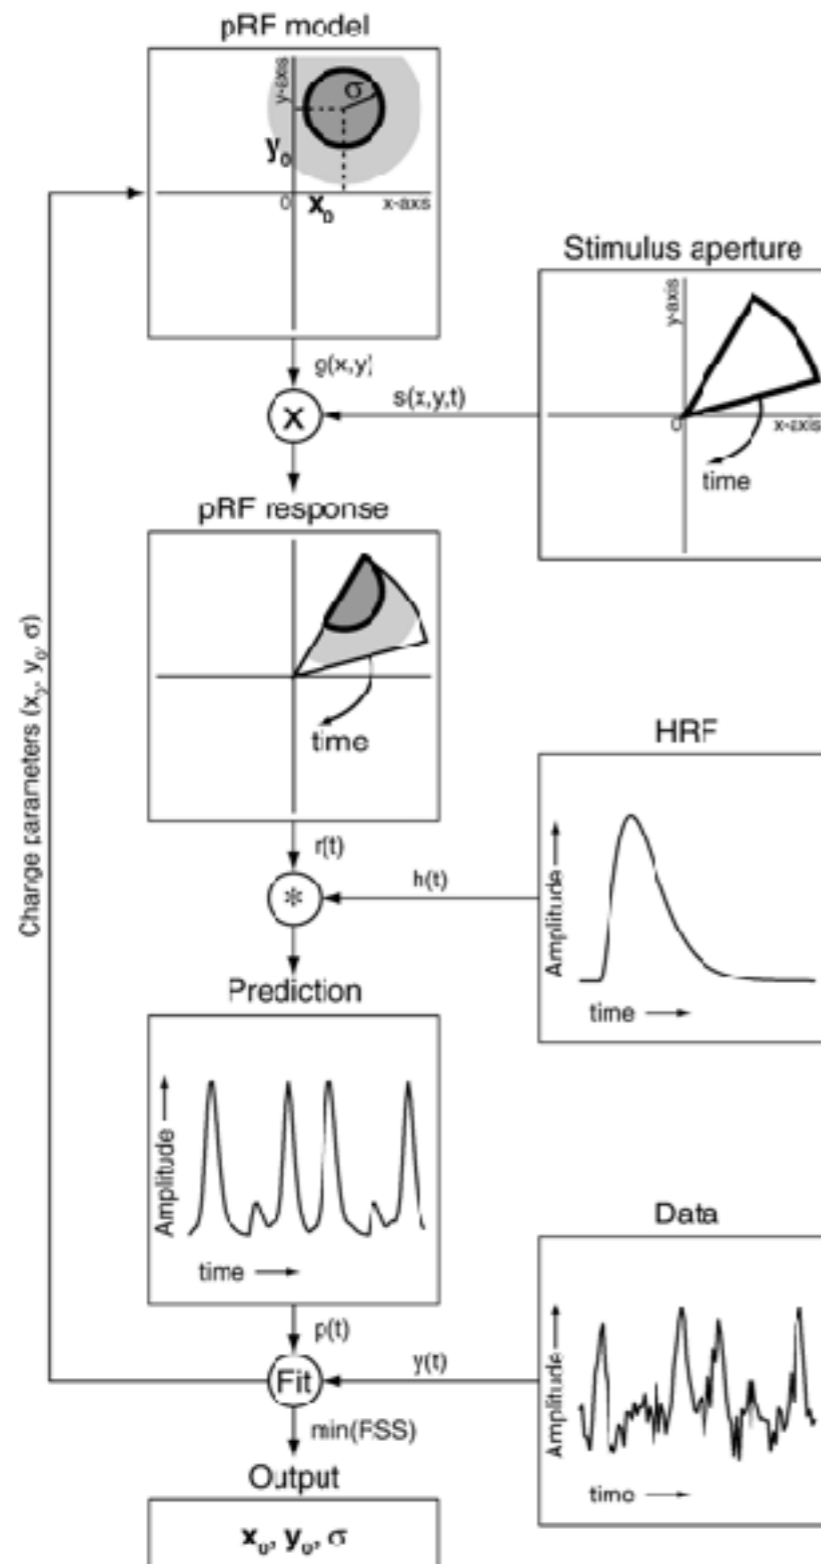 pRF model
y-axis
σ
y₀
0
x₀
x-axis
g(x,y)
Stimulus aperture
y-axis
0
x-axis
time
s(x,y,t)
x
pRF response
time
r(t)
HRF
Amplitude
time
h(t)
*
Prediction
Amplitude
time
p(t)
Data
Amplitude
time
y(t)
Fit
min(RSS)
Change parameters (x₀, y₀, σ)
Output
x₀, y₀, σ